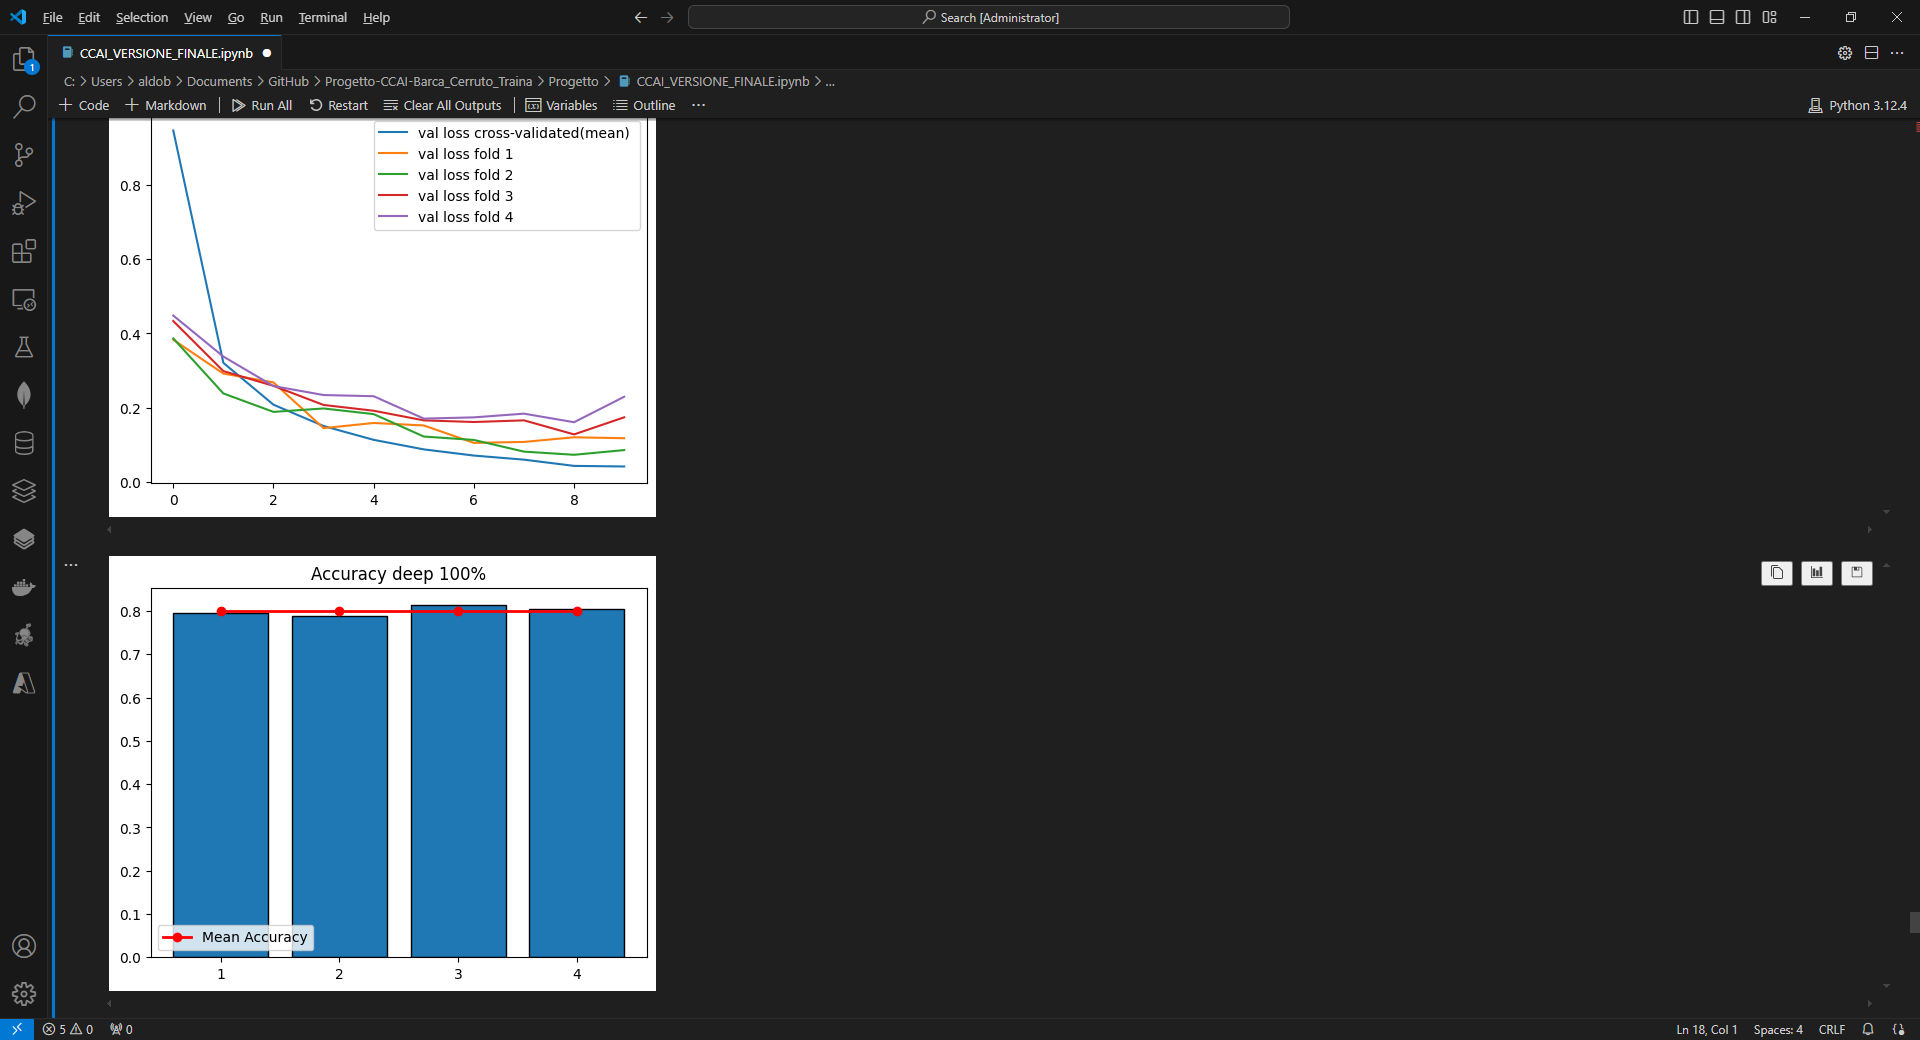 File Edit Selection View Go Run Terminal Help
Search [Administrator]
CCAI_VERSIONE_FINALE.ipynb
C: > Users > aldob > Documents > GitHub > Progetto-CCAI-Barca_Cerruto_Traina > Progetto > CCAI_VERSIONE_FINALE.ipynb > ...
1
+ Code + Markdown | Run All Restart Clear All Outputs | Variables Outline ... Python 3.12.4
val loss cross-validated(mean)
val loss fold 1
val loss fold 2
val loss fold 3
val loss fold 4
0.8
0.6
0.4
0.2
0.0
0 2 4 6 8
...
Accuracy deep 100%
0.8
0.7
0.6
0.5
0.4
0.3
0.2
0.1
0.0
Mean Accuracy
1 2 3 4
5 0 0
Ln 18, Col 1 Spaces: 4 CRLF